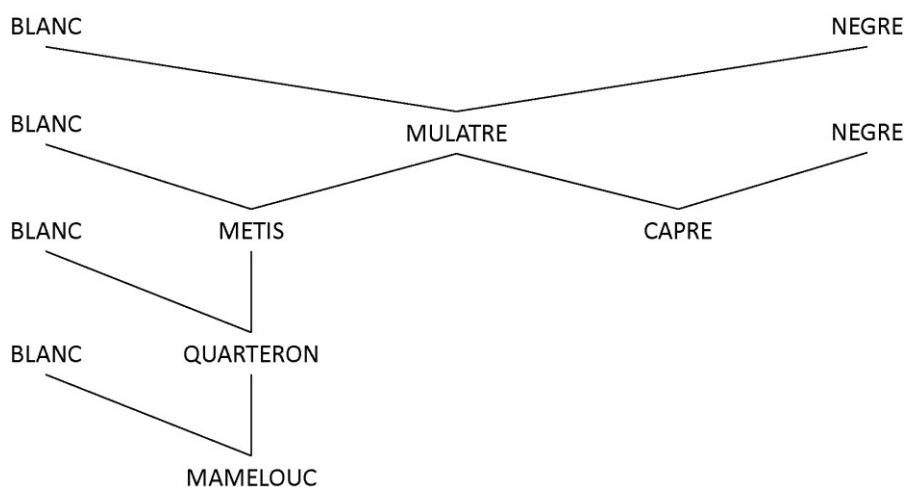 BLANC NEGRE
BLANC MULATRE NEGRE
BLANC METIS CAPRE
BLANC QUARTERON
MAMELOUC